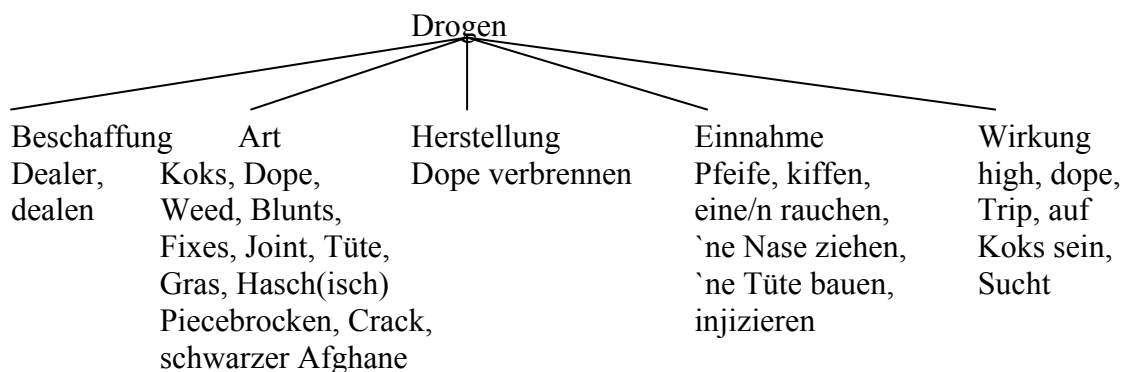 Drogen
Beschaffung Art Herstellung Einnahme Wirkung
Dealer, Koks, Dope, Dope verbrennen Pfeife, kiffen, high, dope,
dealen Weed, Blunts, eine/n rauchen, Trip, auf
Fixes, Joint, Tüte, `ne Nase ziehen, Koks sein,
Gras, Hasch(isch) `ne Tüte bauen, Sucht
Piecebrocken, Crack, injizieren
schwarzer Afghane